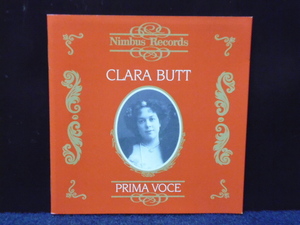 Nimbus Records
CLARA BUTT
PRIMA VOCE